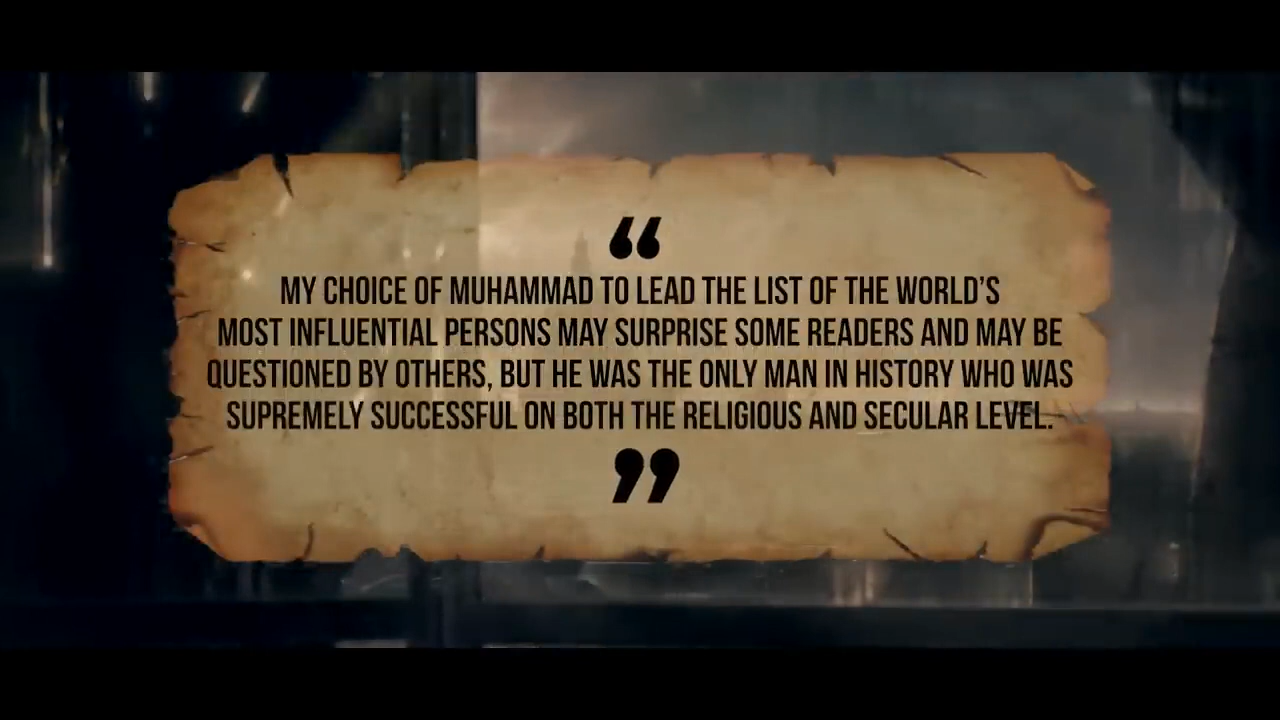 “
MY CHOICE OF MUHAMMAD TO LEAD THE LIST OF THE WORLD’S
MOST INFLUENTIAL PERSONS MAY SURPRISE SOME READERS AND MAY BE
QUESTIONED BY OTHERS, BUT HE WAS THE ONLY MAN IN HISTORY WHO WAS
SUPREMELY SUCCESSFUL ON BOTH THE RELIGIOUS AND SECULAR LEVEL.
”